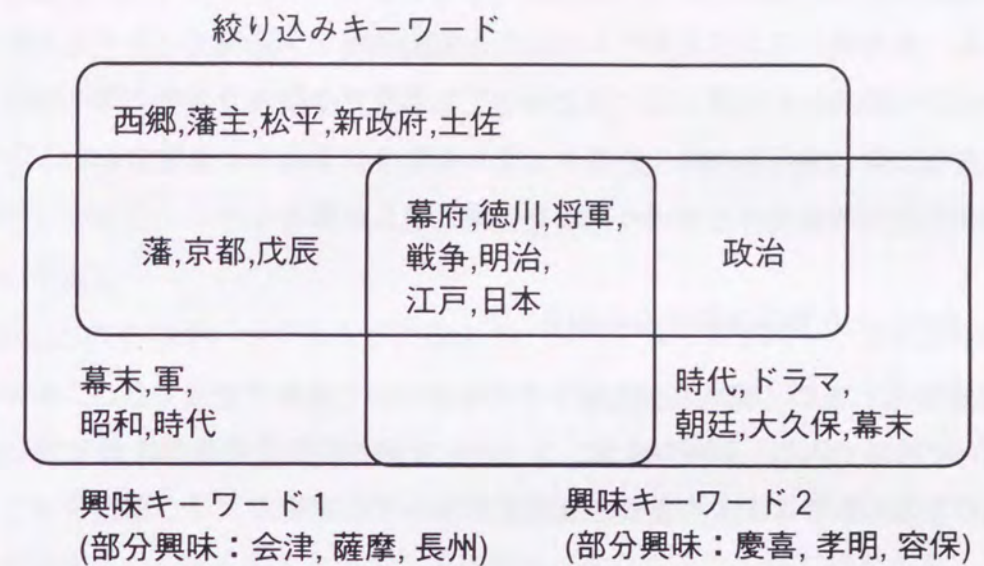 絞り込みキーワード
西郷,藩主,松平,新政府,土佐
藩,京都,戊辰
幕府,徳川,将軍,
戦争,明治,
江戸,日本
政治
幕末,軍,
昭和,時代
時代,ドラマ,
朝廷,大久保,幕末
興味キーワード1
(部分興味：会津, 薩摩, 長州)
興味キーワード2
(部分興味：慶喜, 孝明, 容保)